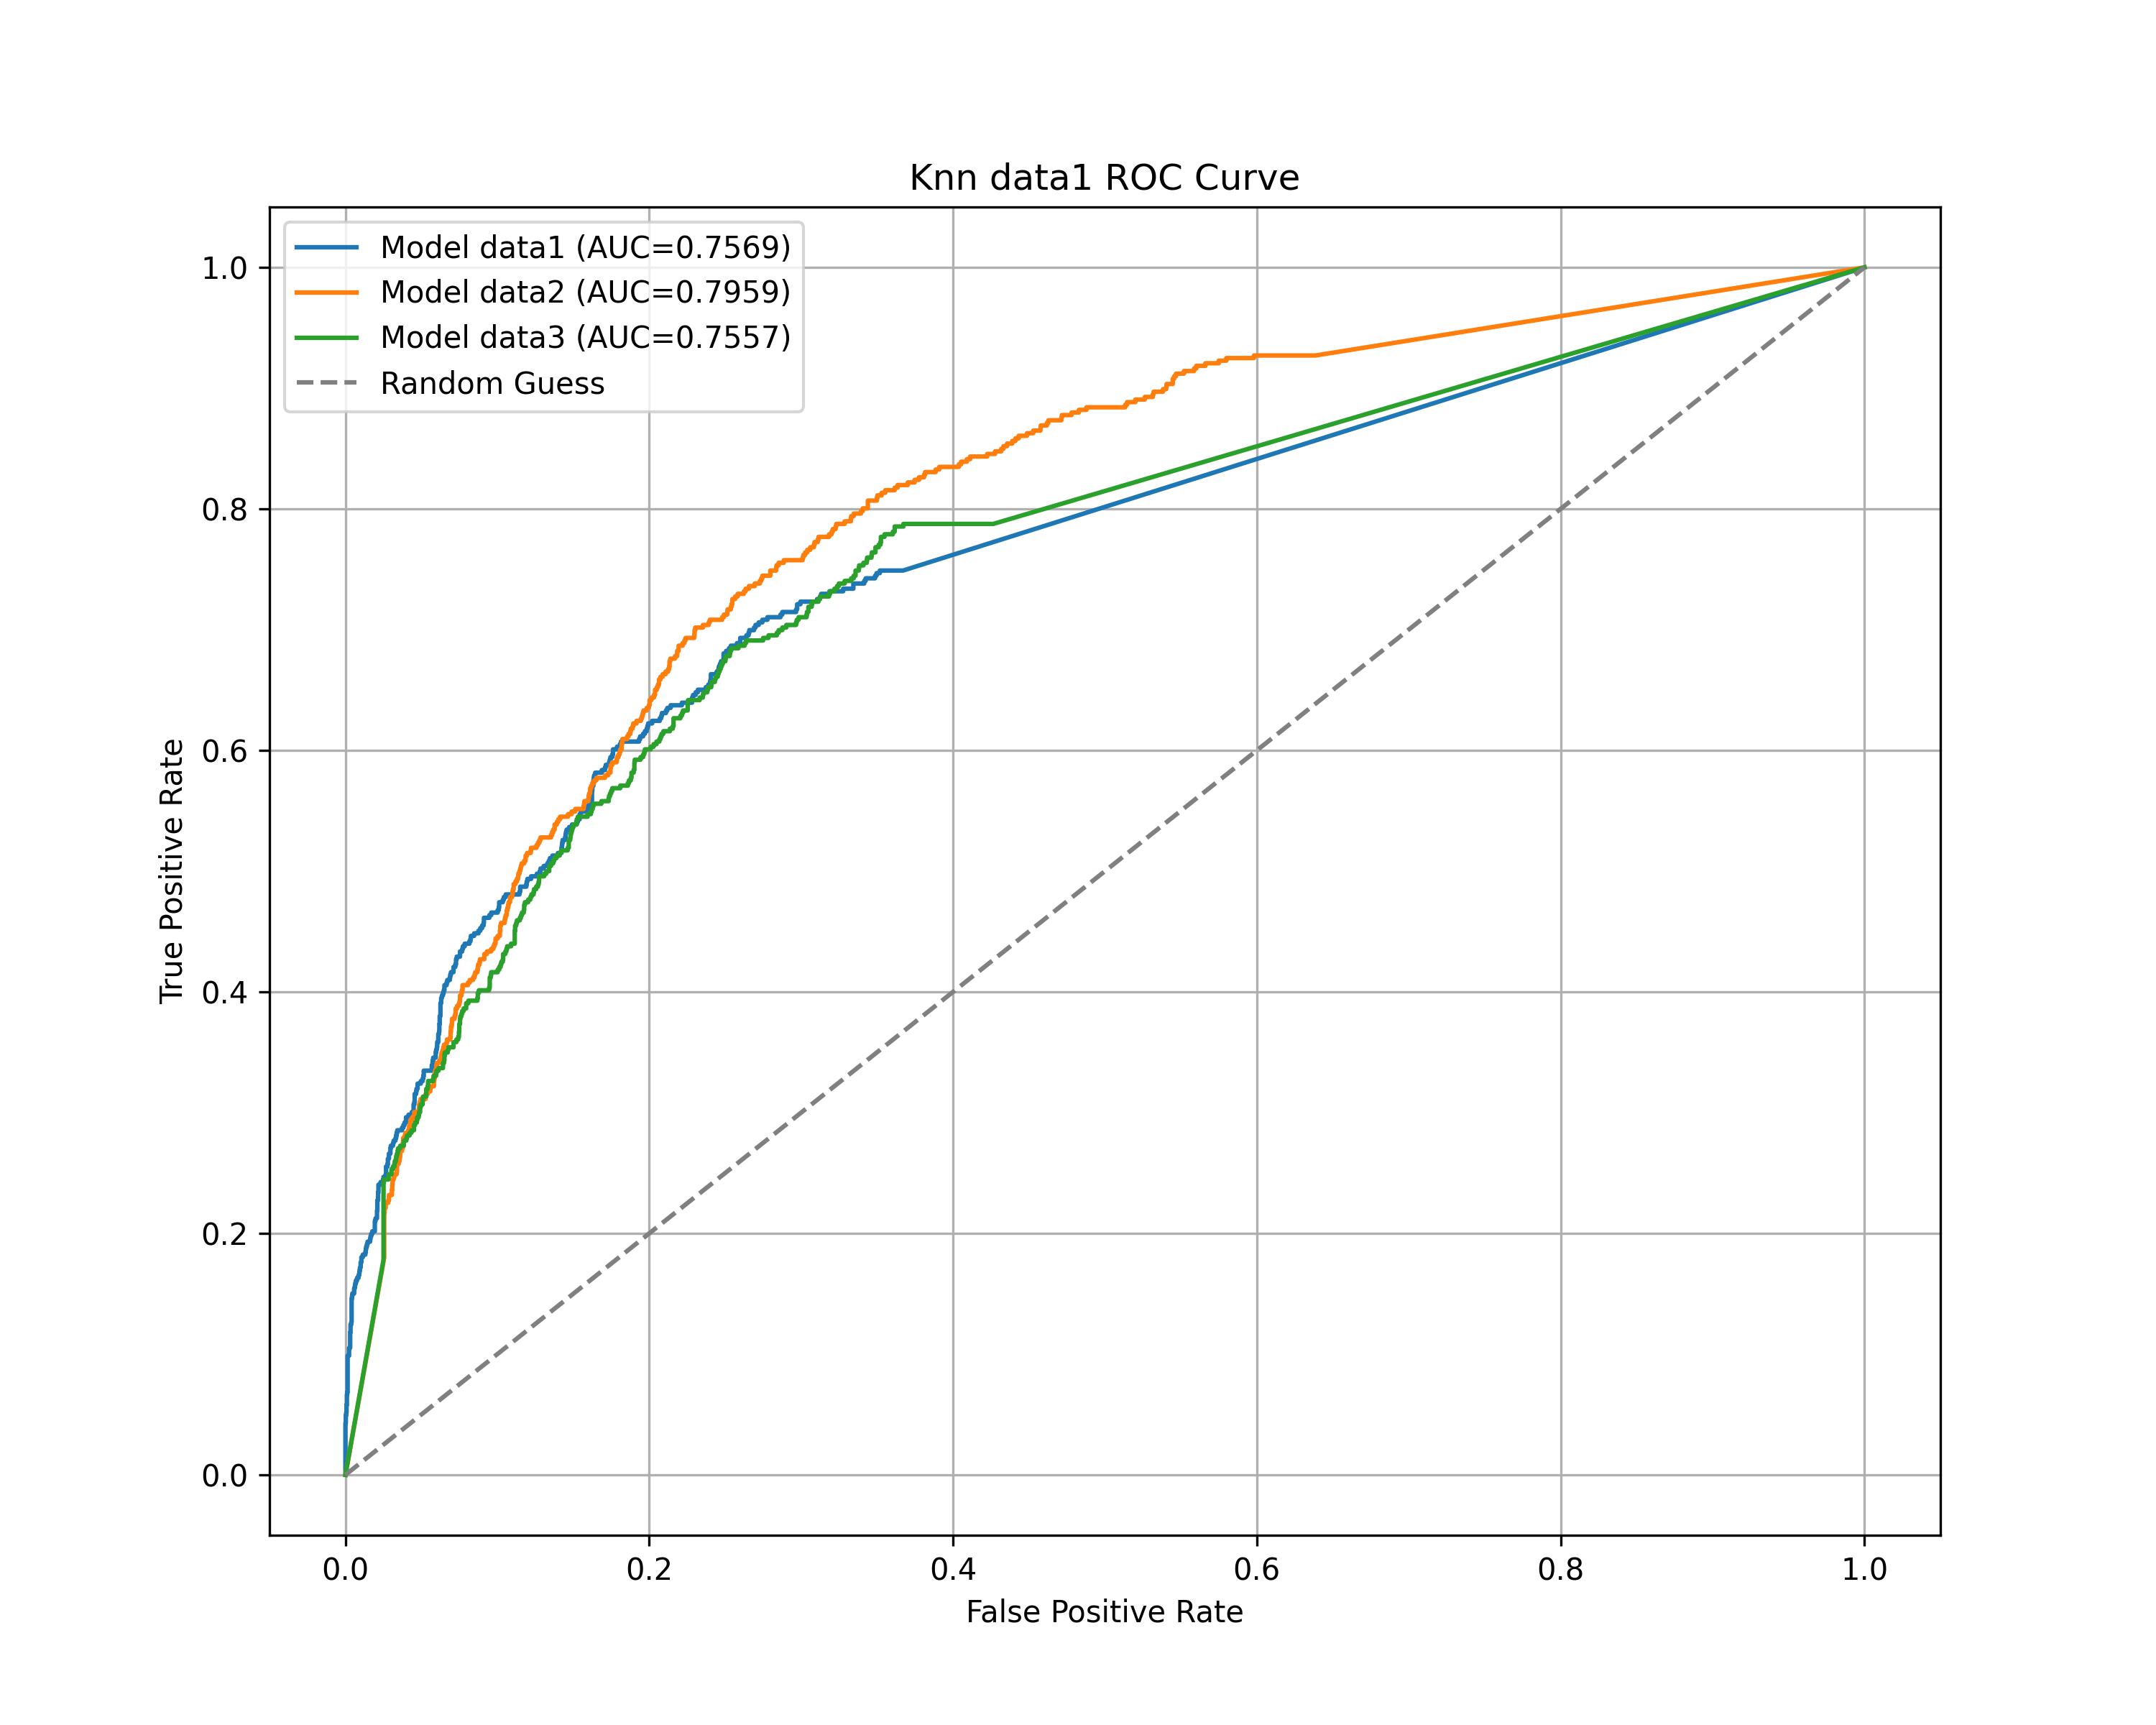 Knn data1 ROC Curve
Model data1 (AUC=0.7569)
Model data2 (AUC=0.7959)
Model data3 (AUC=0.7557)
Random Guess
True Positive Rate
1.0
0.8
0.6
0.4
0.2
0.0
0.0 0.2 0.4 0.6 0.8 1.0
False Positive Rate